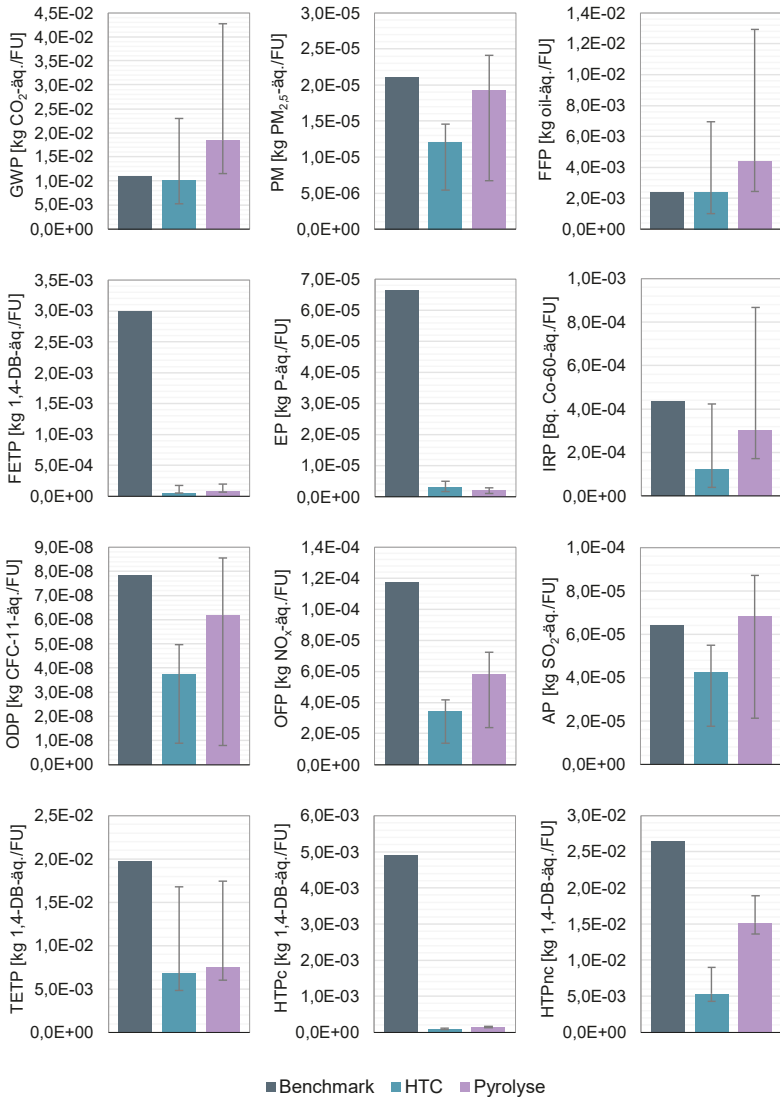 GWP [kg CO₂-äq./FU]
4,5E-02
4,0E-02
3,5E-02
3,0E-02
2,5E-02
2,0E-02
1,5E-02
1,0E-02
5,0E-03
0,0E+00
PM [kg PM₂,₅-äq./FU]
3,0E-05
2,5E-05
2,0E-05
1,5E-05
1,0E-05
5,0E-06
0,0E+00
FFP [kg oil-äq./FU]
1,4E-02
1,2E-02
1,0E-02
8,0E-03
6,0E-03
4,0E-03
2,0E-03
0,0E+00
FETP [kg 1,4-DB-äq./FU]
3,5E-03
3,0E-03
2,5E-03
2,0E-03
1,5E-03
1,0E-03
5,0E-04
0,0E+00
EP [kg P-äq./FU]
7,0E-05
6,0E-05
5,0E-05
4,0E-05
3,0E-05
2,0E-05
1,0E-05
0,0E+00
IRP [Bq. Co-60-äq./FU]
1,0E-03
8,0E-04
6,0E-04
4,0E-04
2,0E-04
0,0E+00
ODP [kg CFC-11-äq./FU]
9,0E-08
8,0E-08
7,0E-08
6,0E-08
5,0E-08
4,0E-08
3,0E-08
2,0E-08
1,0E-08
0,0E+00
OFP [kg NOₓ-äq./FU]
1,4E-04
1,2E-04
1,0E-04
8,0E-05
6,0E-05
4,0E-05
2,0E-05
0,0E+00
AP [kg SO₂-äq./FU]
1,0E-04
8,0E-05
6,0E-05
4,0E-05
2,0E-05
0,0E+00
TETP [kg 1,4-DB-äq./FU]
2,5E-02
2,0E-02
1,5E-02
1,0E-02
5,0E-03
0,0E+00
HTPc [kg 1,4-DB-äq./FU]
6,0E-03
5,0E-03
4,0E-03
3,0E-03
2,0E-03
1,0E-03
0,0E+00
HTPnc [kg 1,4-DB-äq./FU]
3,0E-02
2,5E-02
2,0E-02
1,5E-02
1,0E-02
5,0E-03
0,0E+00
Benchmark HTC Pyrolyse